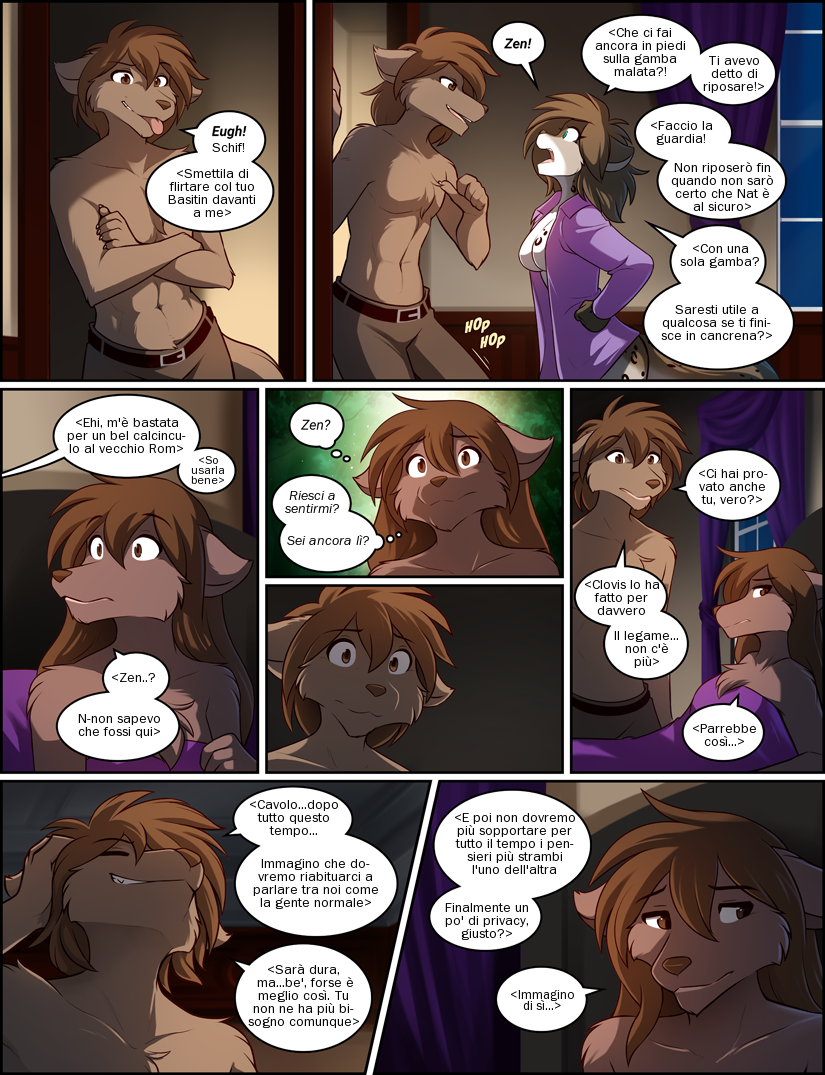 Eugh!
Schif!
<Smettila di
flirtare col tuo
Basitin davanti
a me>
Zen!
<Che ci fai
ancora in piedi
sulla gamba
malata?!
Ti avevo
detto di
riposare!>
<Faccio la
guardia!
Non riposerò fin
quando non sarò
certo che Nat è
al sicuro>
<Con una
sola gamba?
Saresti utile a
qualcosa se ti fini-
sce in cancrena?>
HOP
HOP
<Ehi, m'è bastata
per un bel calcincu-
lo al vecchio Rom>
<So
usarla
bene>
<Zen..?
N-non sapevo
che fossi qui>
Zen?
Riesci a
sentirmi?
Sei ancora lì?
<Ci hai pro-
vato anche
tu, vero?>
<Clovis lo ha
fatto per
davvero
Il legame...
non c'è
più>
<Parrebbe
così...>
<Cavolo...dopo
tutto questo
tempo...
Immagino che do-
vremo riabituarci a
parlare tra noi come
la gente normale>
<Sarà dura,
ma...be', forse è
meglio così. Tu
non ne ha più bi-
sogno comunque>
<E poi non dovremo
più sopportare per
tutto il tempo i pen-
sieri più strambi
l'uno dell'altra
Finalmente un
po' di privacy,
giusto?>
<Immagino
di sì...>